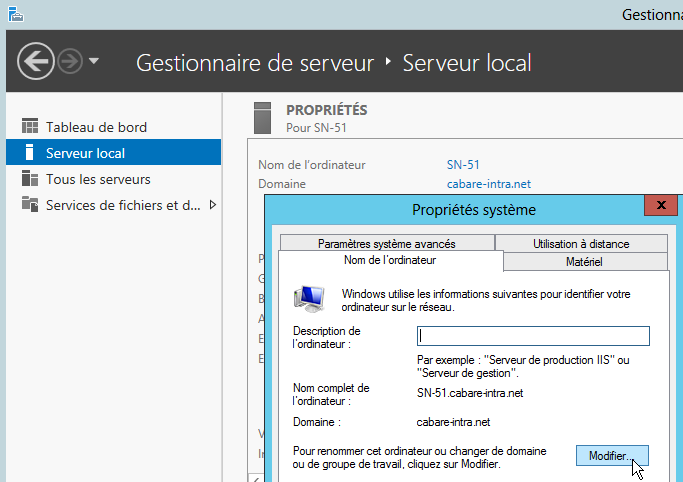 Gestionna
Gestionnaire de serveur ‣ Serveur local
Tableau de bord
Serveur local
Tous les serveurs
Services de fichiers et d...
PROPRIÉTÉS
Pour SN-51
Nom de l'ordinateur SN-51
Domaine cabare-intra.net
Propriétés système
x
Paramètres système avancés Utilisation à distance
Nom de l'ordinateur Matériel
Windows utilise les informations suivantes pour identifier votre
ordinateur sur le réseau.
Description de
l'ordinateur :
Par exemple : "Serveur de production IIS" ou
"Serveur de gestion".
Nom complet de
l'ordinateur :
SN-51.cabare-intra.net
Domaine : cabare-intra.net
Pour renommer cet ordinateur ou changer de domaine
ou de groupe de travail, cliquez sur Modifier.
Modifier...